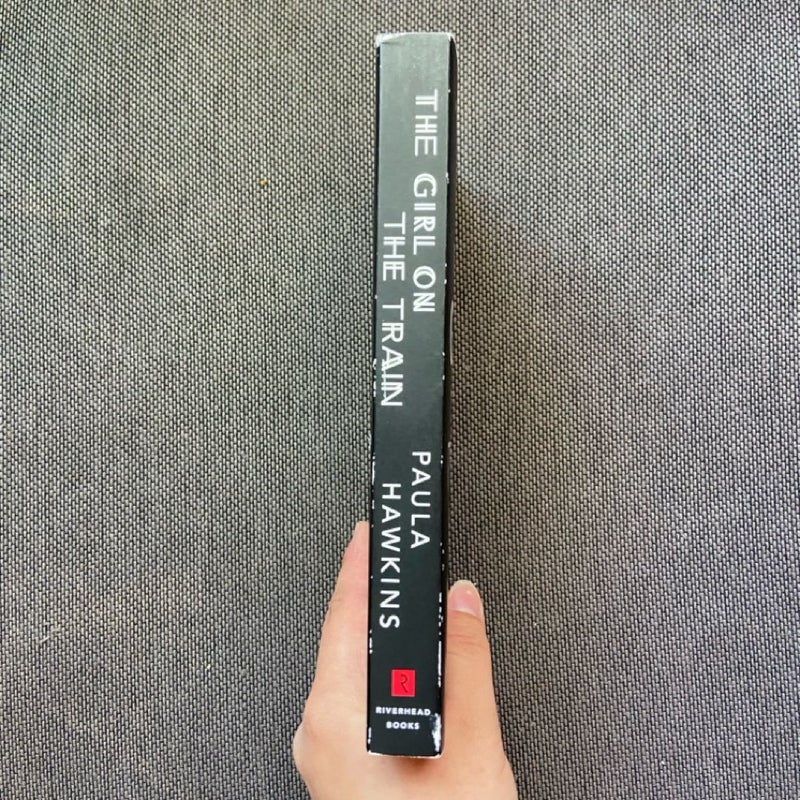 THE GIRL ON
THE TRAIN
PAULA
HAWKINS
R
RIVERHEAD
BOOKS